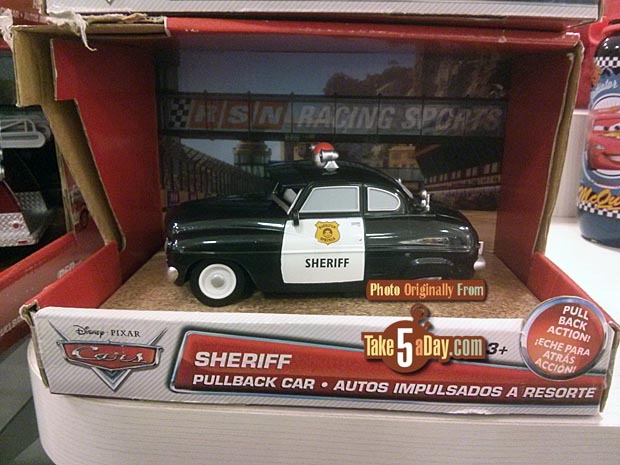 RSN RACING SPORTS
SHERIFF
Photo Originally From
Take5aDay.com
3+
Disney · PIXAR
Cars
SHERIFF
PULLBACK CAR • AUTOS IMPULSADOS A RESORTE
PULL
BACK
ACTION!
¡ECHE PARA
ATRÁS
ACCIÓN!
McQu